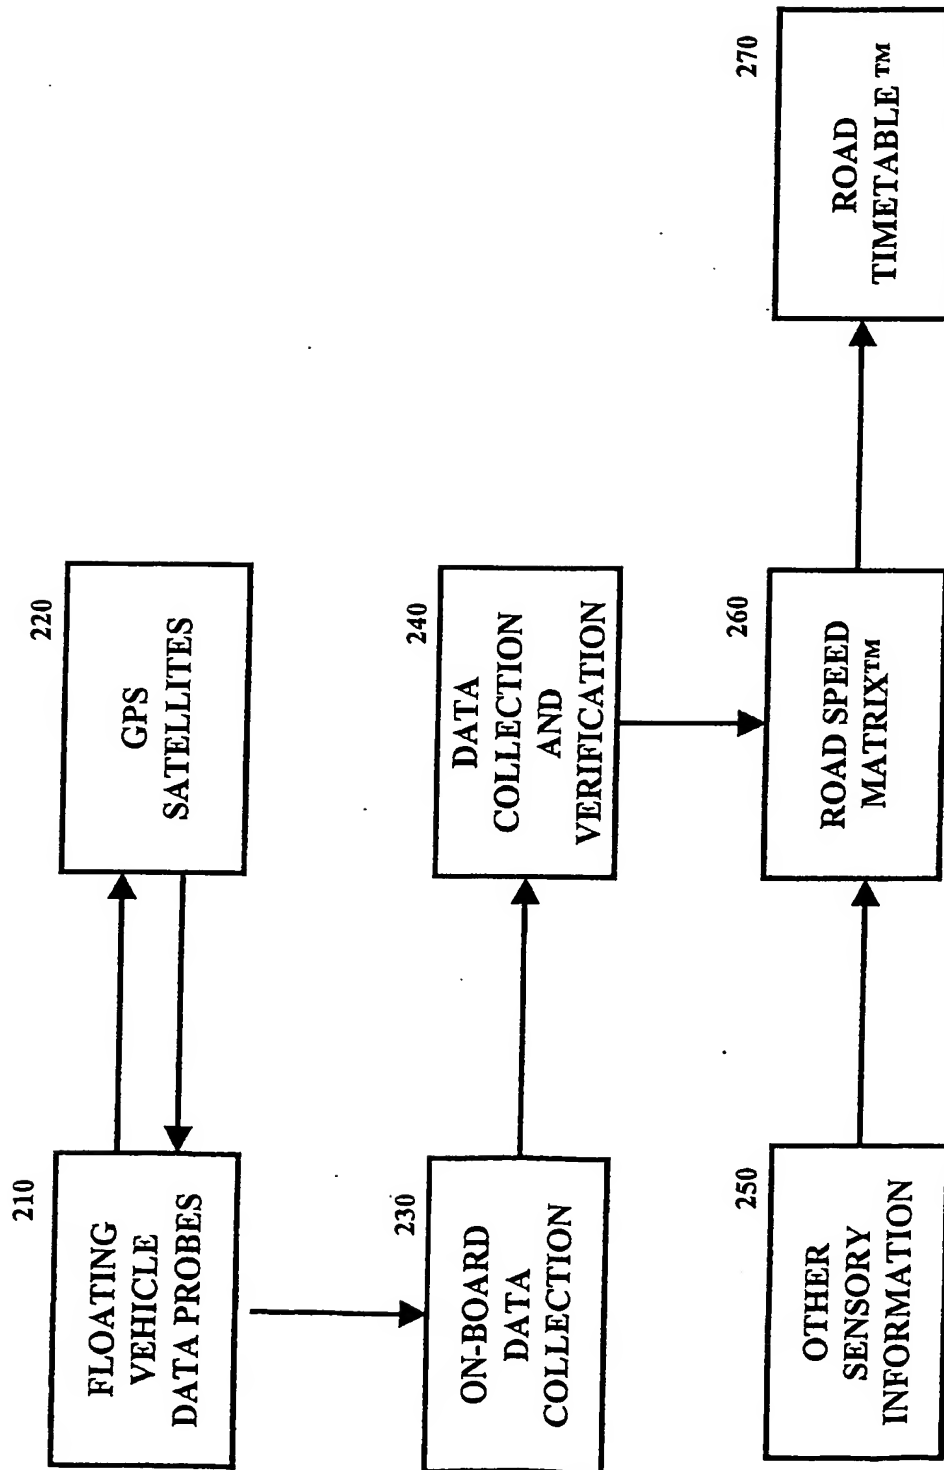 210
FLOATING
VEHICLE
DATA PROBES
220
GPS
SATELLITES
230
ON-BOARD
DATA
COLLECTION
240
DATA
COLLECTION
AND
VERIFICATION
250
OTHER
SENSORY
INFORMATION
260
ROAD SPEED
MATRIX™
270
ROAD
TIMETABLE™